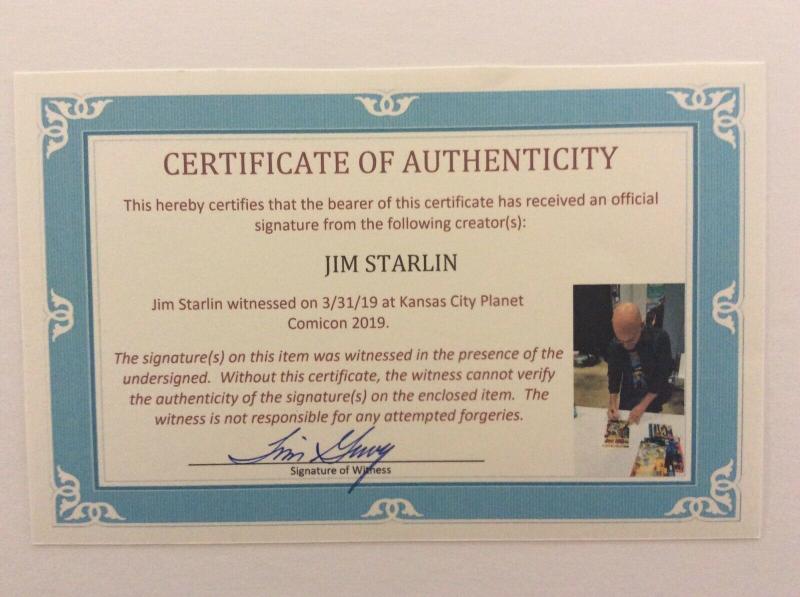 CERTIFICATE OF AUTHENTICITY
This hereby certifies that the bearer of this certificate has received an official
signature from the following creator(s):
JIM STARLIN
Jim Starlin witnessed on 3/31/19 at Kansas City Planet
Comicon 2019.
The signature(s) on this item was witnessed in the presence of the
undersigned. Without this certificate, the witness cannot verify
the authenticity of the signature(s) on the enclosed item. The
witness is not responsible for any attempted forgeries.
Signature of Witness